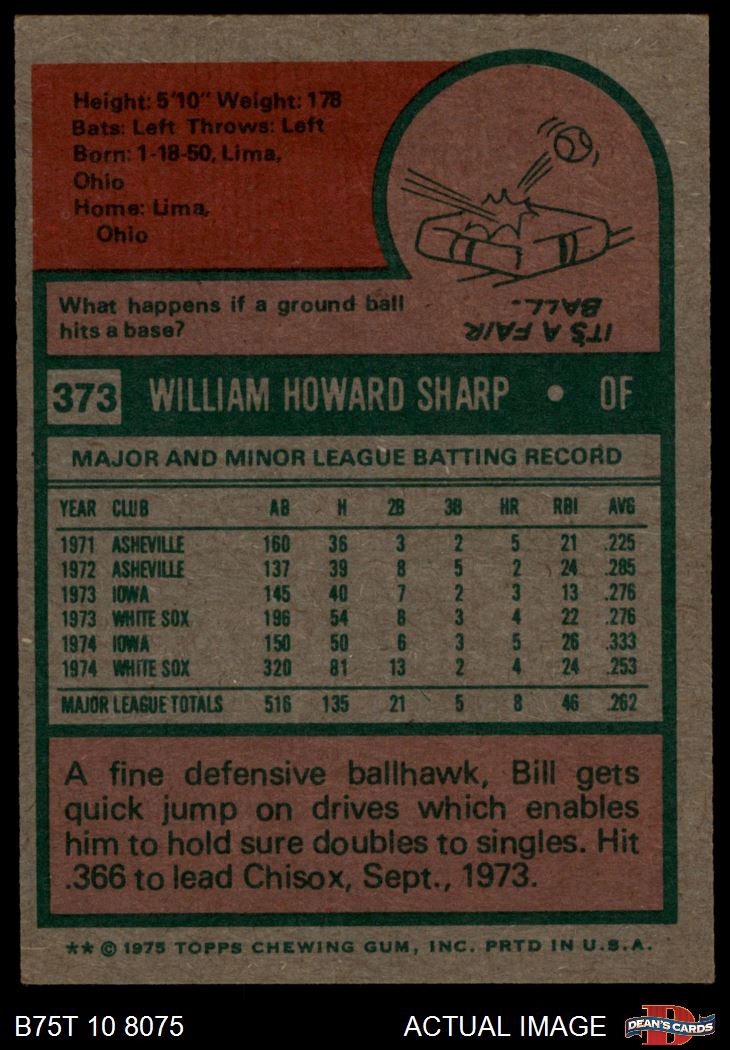 Height: 5'10" Weight: 178
Bats: Left Throws: Left
Born: 1-18-50, Lima,
Ohio
Home: Lima,
Ohio
What happens if a ground ball
hits a base?
IT'S A FAIR
BALL.
373 WILLIAM HOWARD SHARP • OF
MAJOR AND MINOR LEAGUE BATTING RECORD
YEAR CLUB AB H 2B 3B HR RBI AVG
1971 ASHEVILLE 160 36 3 2 5 21 .225
1972 ASHEVILLE 137 39 8 5 2 24 .285
1973 IOWA 145 40 7 2 3 13 .276
1973 WHITE SOX 196 54 8 3 4 22 .276
1974 IOWA 150 50 6 3 5 26 .333
1974 WHITE SOX 320 81 13 2 4 24 .253
MAJOR LEAGUE TOTALS 516 135 21 5 8 46 .262
A fine defensive ballhawk, Bill gets
quick jump on drives which enables
him to hold sure doubles to singles. Hit
.366 to lead Chisox, Sept., 1973.
** © 1975 TOPPS CHEWING GUM, INC. PRTD IN U.S.A.
B75T 10 8075 ACTUAL IMAGE
D
DEAN'S CARDS